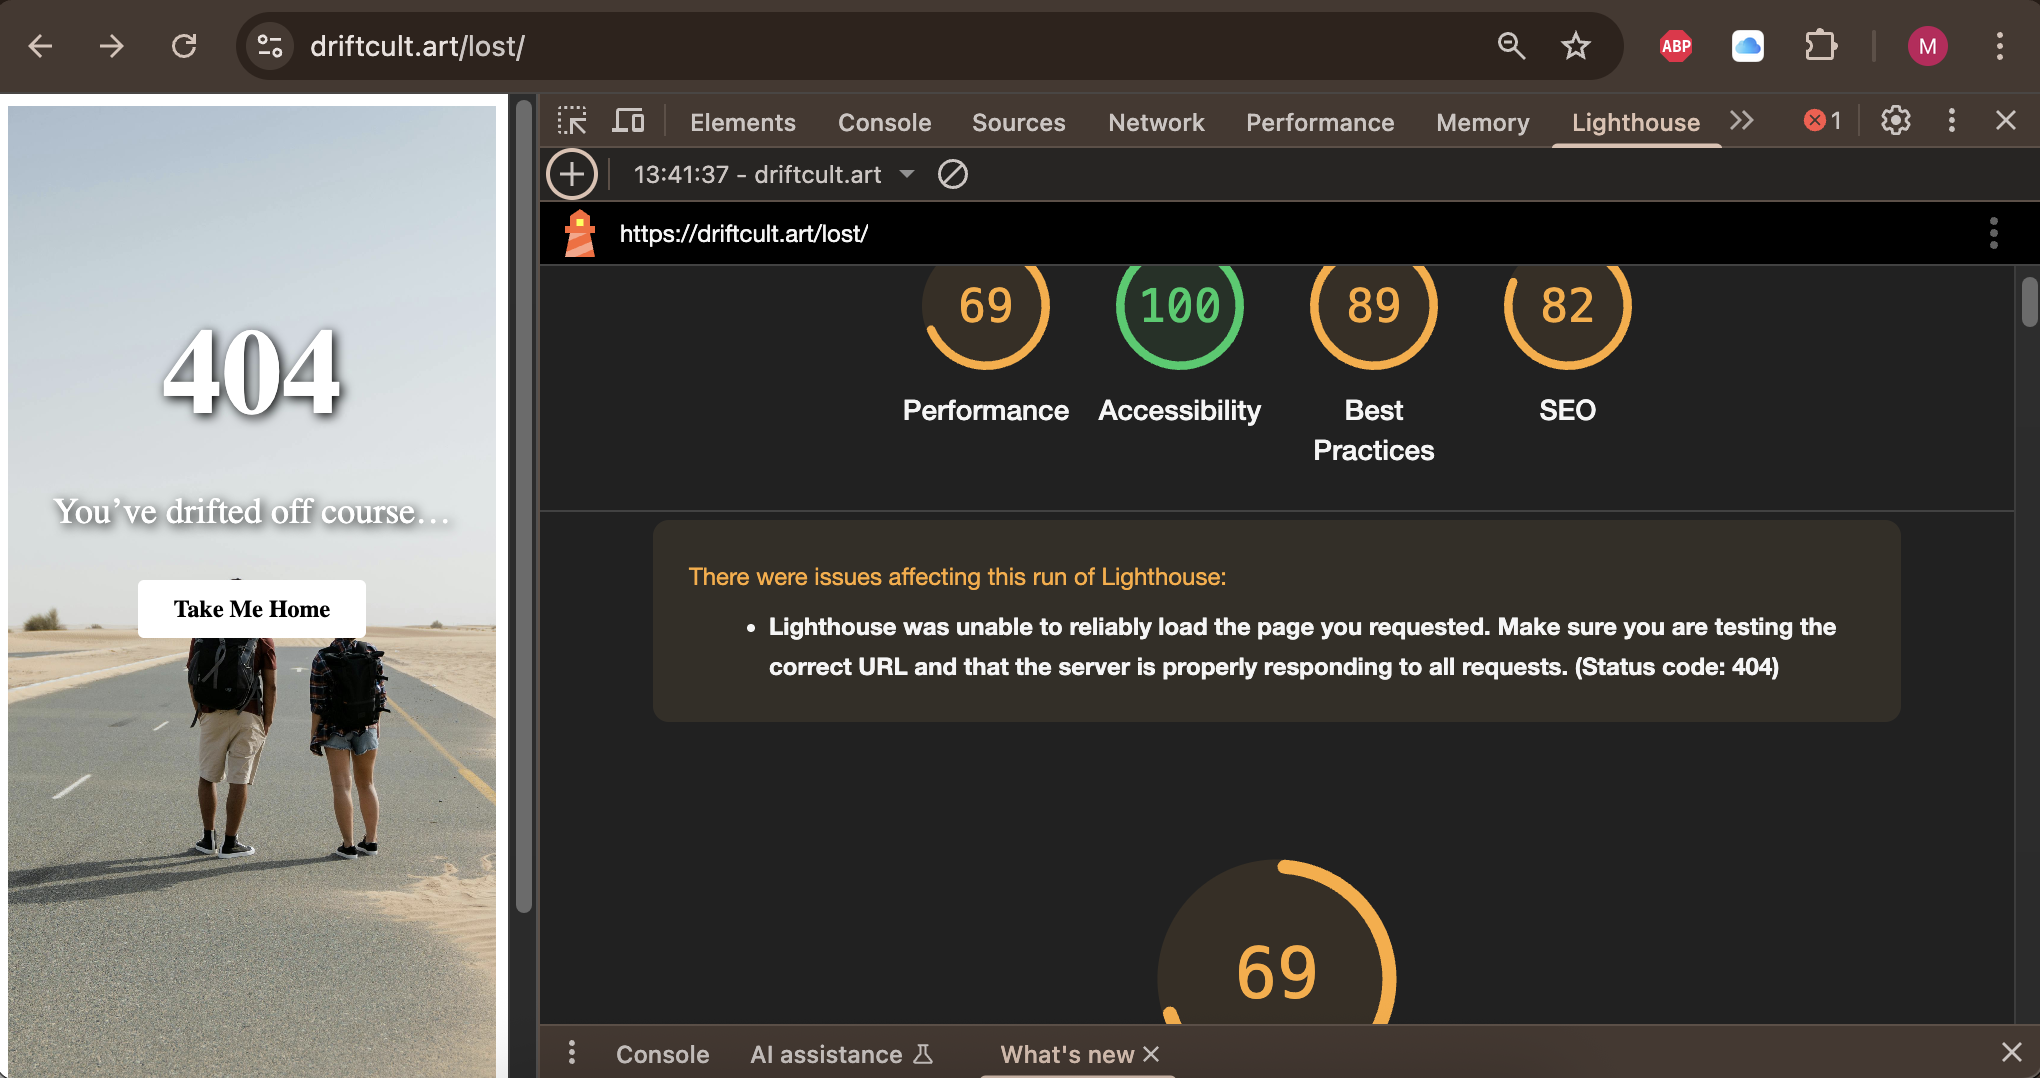 driftcult.art/lost/
ABP
M
404
You’ve drifted off course…
Take Me Home
Elements Console Sources Network Performance Memory Lighthouse 1
13:41:37 - driftcult.art
https://driftcult.art/lost/
69 100 89 82
Performance Accessibility Best Practices SEO
There were issues affecting this run of Lighthouse:
• Lighthouse was unable to reliably load the page you requested. Make sure you are testing the
correct URL and that the server is properly responding to all requests. (Status code: 404)
69
Console AI assistance What's new